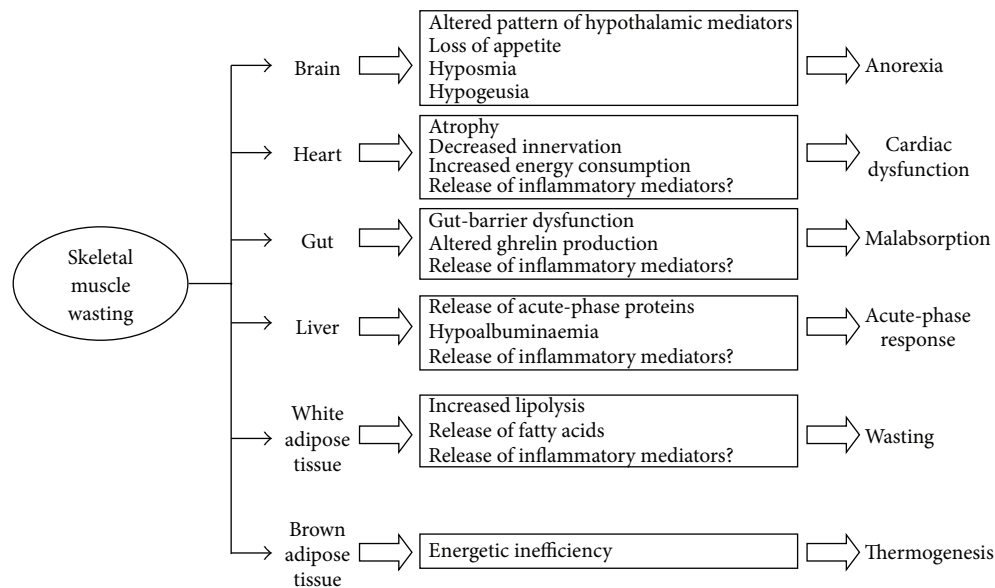 Skeletal
muscle
wasting
Brain
Altered pattern of hypothalamic mediators
Loss of appetite
Hyposmia
Hypogeusia
Anorexia
Heart
Atrophy
Decreased innervation
Increased energy consumption
Release of inflammatory mediators?
Cardiac
dysfunction
Gut
Gut-barrier dysfunction
Altered ghrelin production
Release of inflammatory mediators?
Malabsorption
Liver
Release of acute-phase proteins
Hypoalbuminaemia
Release of inflammatory mediators?
Acute-phase
response
White
adipose
tissue
Increased lipolysis
Release of fatty acids
Release of inflammatory mediators?
Wasting
Brown
adipose
tissue
Energetic inefficiency
Thermogenesis